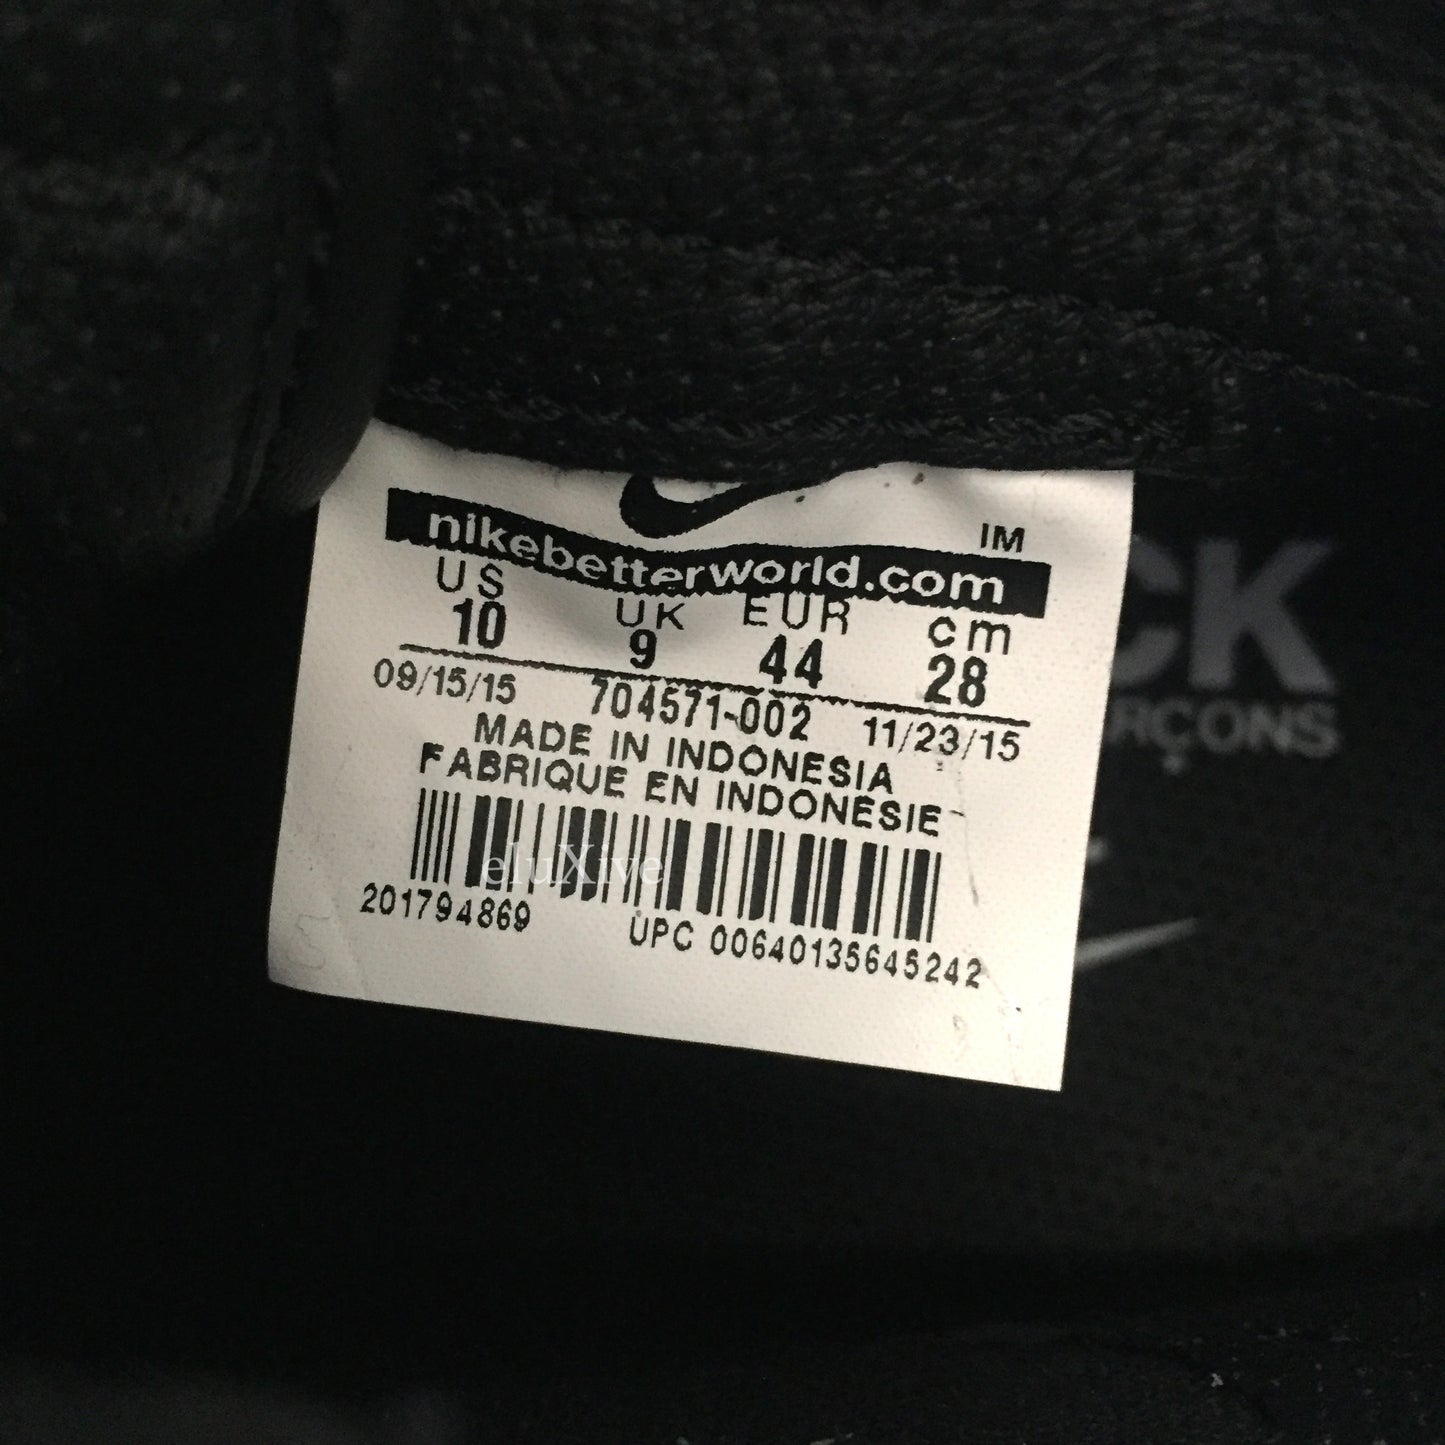 IM
nikebetterworld.com
US UK EUR cm
10 9 44 28
09/15/15 704571-002 11/23/15
MADE IN INDONESIA
FABRIQUE EN INDONESIE
eluXive
201794869 UPC 00640135645242
CK
RÇONS